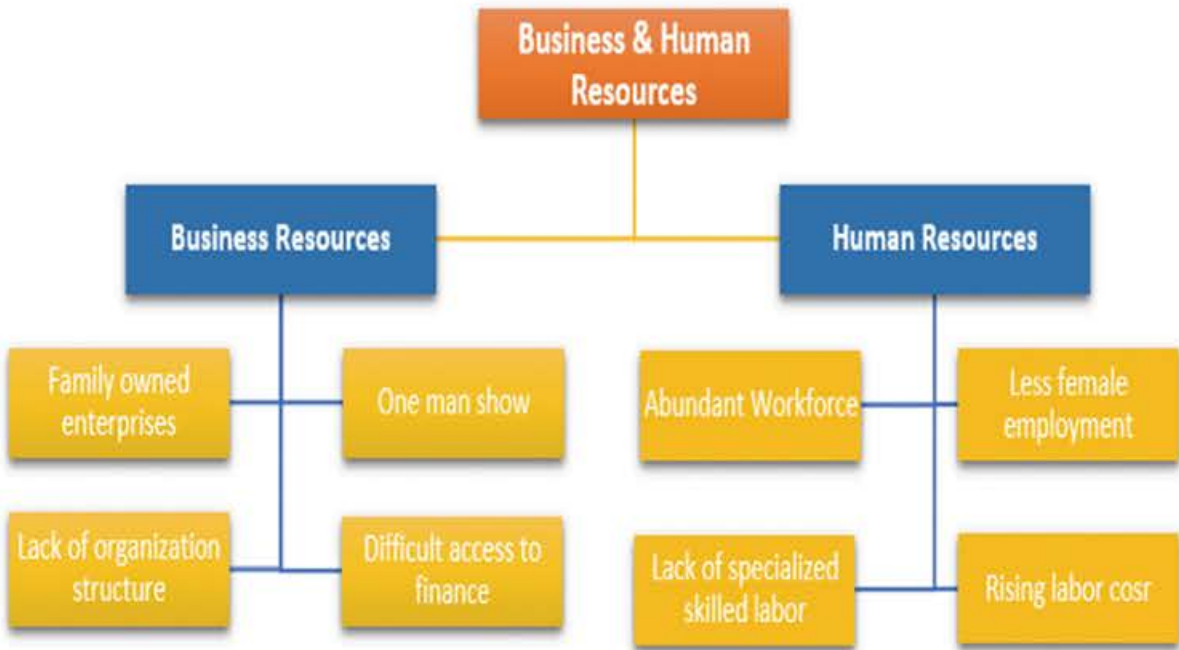 Business & Human
Resources
Business Resources
Human Resources
Family owned
enterprises
One man show
Abundant Workforce
Less female
employment
Lack of organization
structure
Difficult access to
finance
Lack of specialized
skilled labor
Rising labor cosr